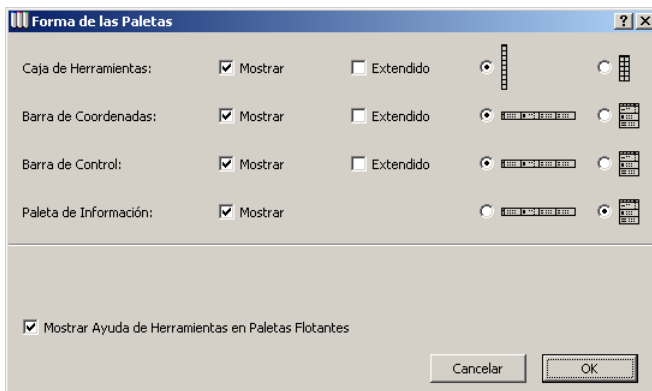 Forma de las Paletas
Caja de Herramientas: Mostrar Extendido
Barra de Coordenadas: Mostrar Extendido
Barra de Control: Mostrar Extendido
Paleta de Información: Mostrar
Mostrar Ayuda de Herramientas en Paletas Flotantes
Cancelar OK